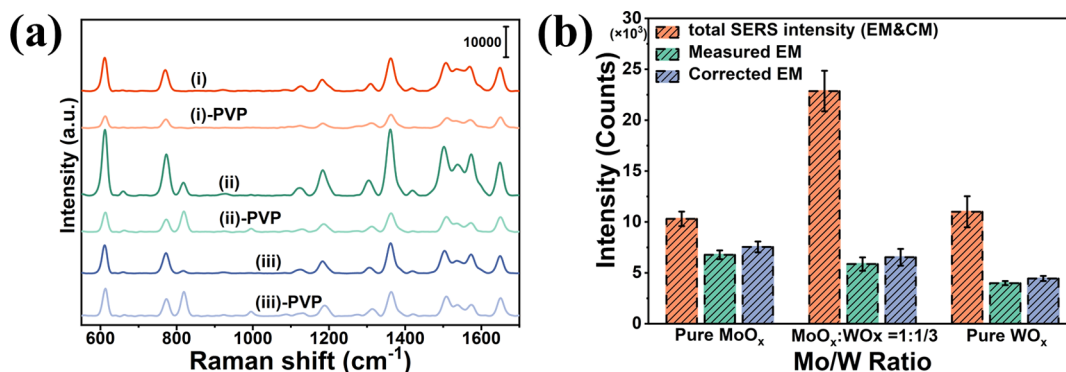 (a)
10000
(i)
(i)-PVP
(ii)
(ii)-PVP
(iii)
(iii)-PVP
Intensity (a.u.)
600 800 1000 1200 1400 1600
Raman shift (cm⁻¹)
(b)
30
(×10³)
25
20
15
10
5
0
total SERS intensity (EM&CM)
Measured EM
Corrected EM
Intensity (Counts)
Pure MoOₓ MoOₓ:WOx =1:1/3 Pure WOₓ
Mo/W Ratio